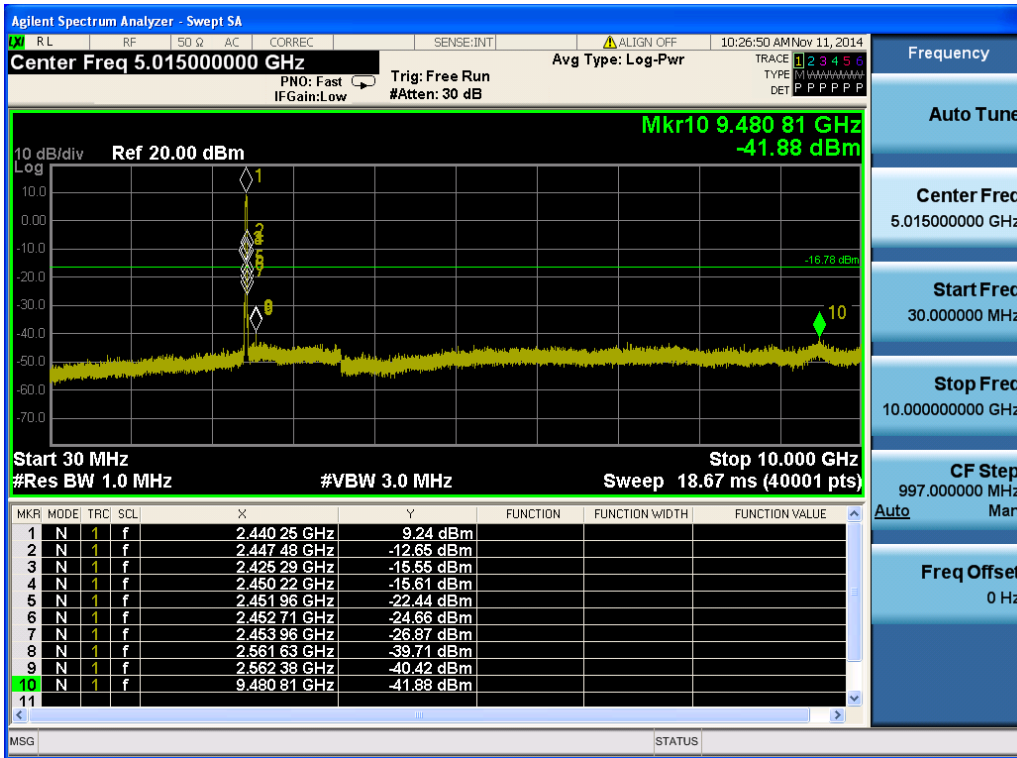 Agilent Spectrum Analyzer - Swept SA
LXI RL RF 50 Ω AC CORREC SENSE:INT ALIGN OFF 10:26:50 AM Nov 11, 2014
Center Freq 5.015000000 GHz
PNO: Fast
IFGain:Low
Trig: Free Run
#Atten: 30 dB
Avg Type: Log-Pwr
TRACE 1 2 3 4 5 6
TYPE M W W W W W
DET P P P P P P
Mkr10 9.480 81 GHz
-41.88 dBm
10 dB/div Ref 20.00 dBm
Log
10.0
0.00
-10.0
-20.0
-30.0
-40.0
-50.0
-60.0
-70.0
1
-16.78 dBm
10
Start 30 MHz Stop 10.000 GHz
#Res BW 1.0 MHz #VBW 3.0 MHz Sweep 18.67 ms (40001 pts)
MKR MODE TRC SCL X Y FUNCTION FUNCTION WIDTH FUNCTION VALUE
1 N 1 f 2.440 25 GHz 9.24 dBm
2 N 1 f 2.447 48 GHz -12.65 dBm
3 N 1 f 2.425 29 GHz -15.55 dBm
4 N 1 f 2.450 22 GHz -15.61 dBm
5 N 1 f 2.451 96 GHz -22.44 dBm
6 N 1 f 2.452 71 GHz -24.66 dBm
7 N 1 f 2.453 96 GHz -26.87 dBm
8 N 1 f 2.561 63 GHz -39.71 dBm
9 N 1 f 2.562 38 GHz -40.42 dBm
10 N 1 f 9.480 81 GHz -41.88 dBm
11
MSG STATUS
Frequency
Auto Tune
Center Freq
5.015000000 GHz
Start Freq
30.000000 MHz
Stop Freq
10.000000000 GHz
CF Step
997.000000 MHz
Auto Man
Freq Offset
0 Hz